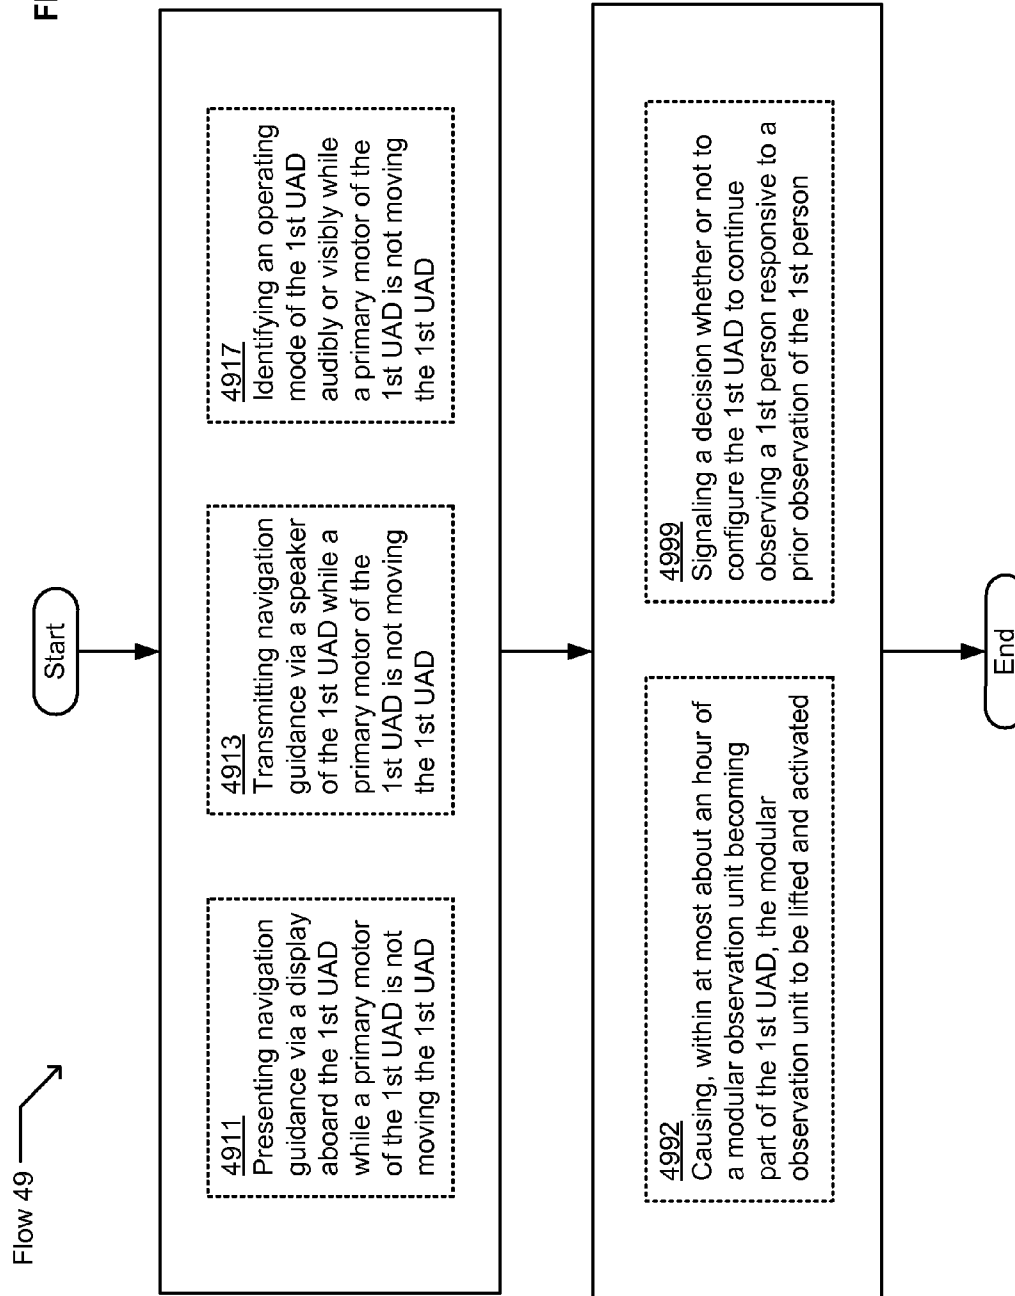 Flow 49
Start
4911
Presenting navigation
guidance via a display
aboard the 1st UAD
while a primary motor
of the 1st UAD is not
moving the 1st UAD
4913
Transmitting navigation
guidance via a speaker
of the 1st UAD while a
primary motor of the
1st UAD is not moving
the 1st UAD
4917
Identifying an operating
mode of the 1st UAD
audibly or visibly while
a primary motor of the
1st UAD is not moving
the 1st UAD
4992
Causing, within at most about an hour of
a modular observation unit becoming
part of the 1st UAD, the modular
observation unit to be lifted and activated
4999
Signaling a decision whether or not to
configure the 1st UAD to continue
observing a 1st person responsive to a
prior observation of the 1st person
End